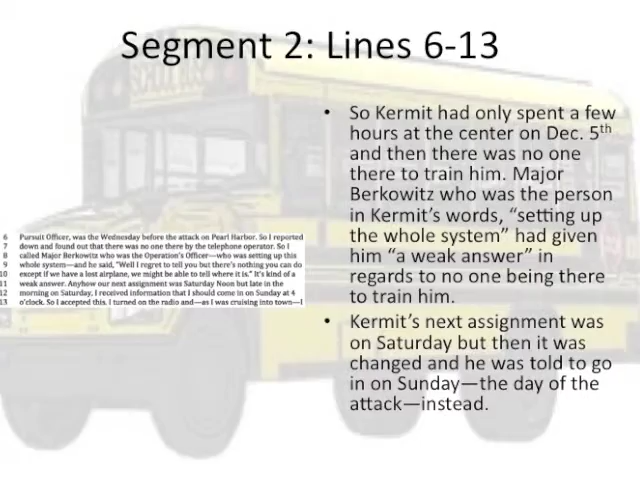 Segment 2: Lines 6-13
6 Pursuit Officer, was the Wednesday before the attack on Pearl Harbor. So I reported
7 down and found out that there was no one there by the telephone operator. So I
8 called Major Berkowitz who was the Operation's Officer—who was setting up this
9 whole system—and he said, "Well I regret to tell you but there's nothing you can do
10 except if we have a lost airplane, we might be able to tell where it is." It's kind of a
11 weak answer. Anyhow our next assignment was Saturday Noon but late in the
12 morning on Saturday, I received information that I should come in on Sunday at 4
13 o'clock. So I accepted this. I turned on the radio and—as I was cruising into town—I
• So Kermit had only spent a few
hours at the center on Dec. 5th
and then there was no one
there to train him. Major
Berkowitz who was the person
in Kermit's words, "setting up
the whole system" had given
him "a weak answer" in
regards to no one being there
to train him.
• Kermit's next assignment was
on Saturday but then it was
changed and he was told to go
in on Sunday—the day of the
attack—instead.
SCHOOL BUS